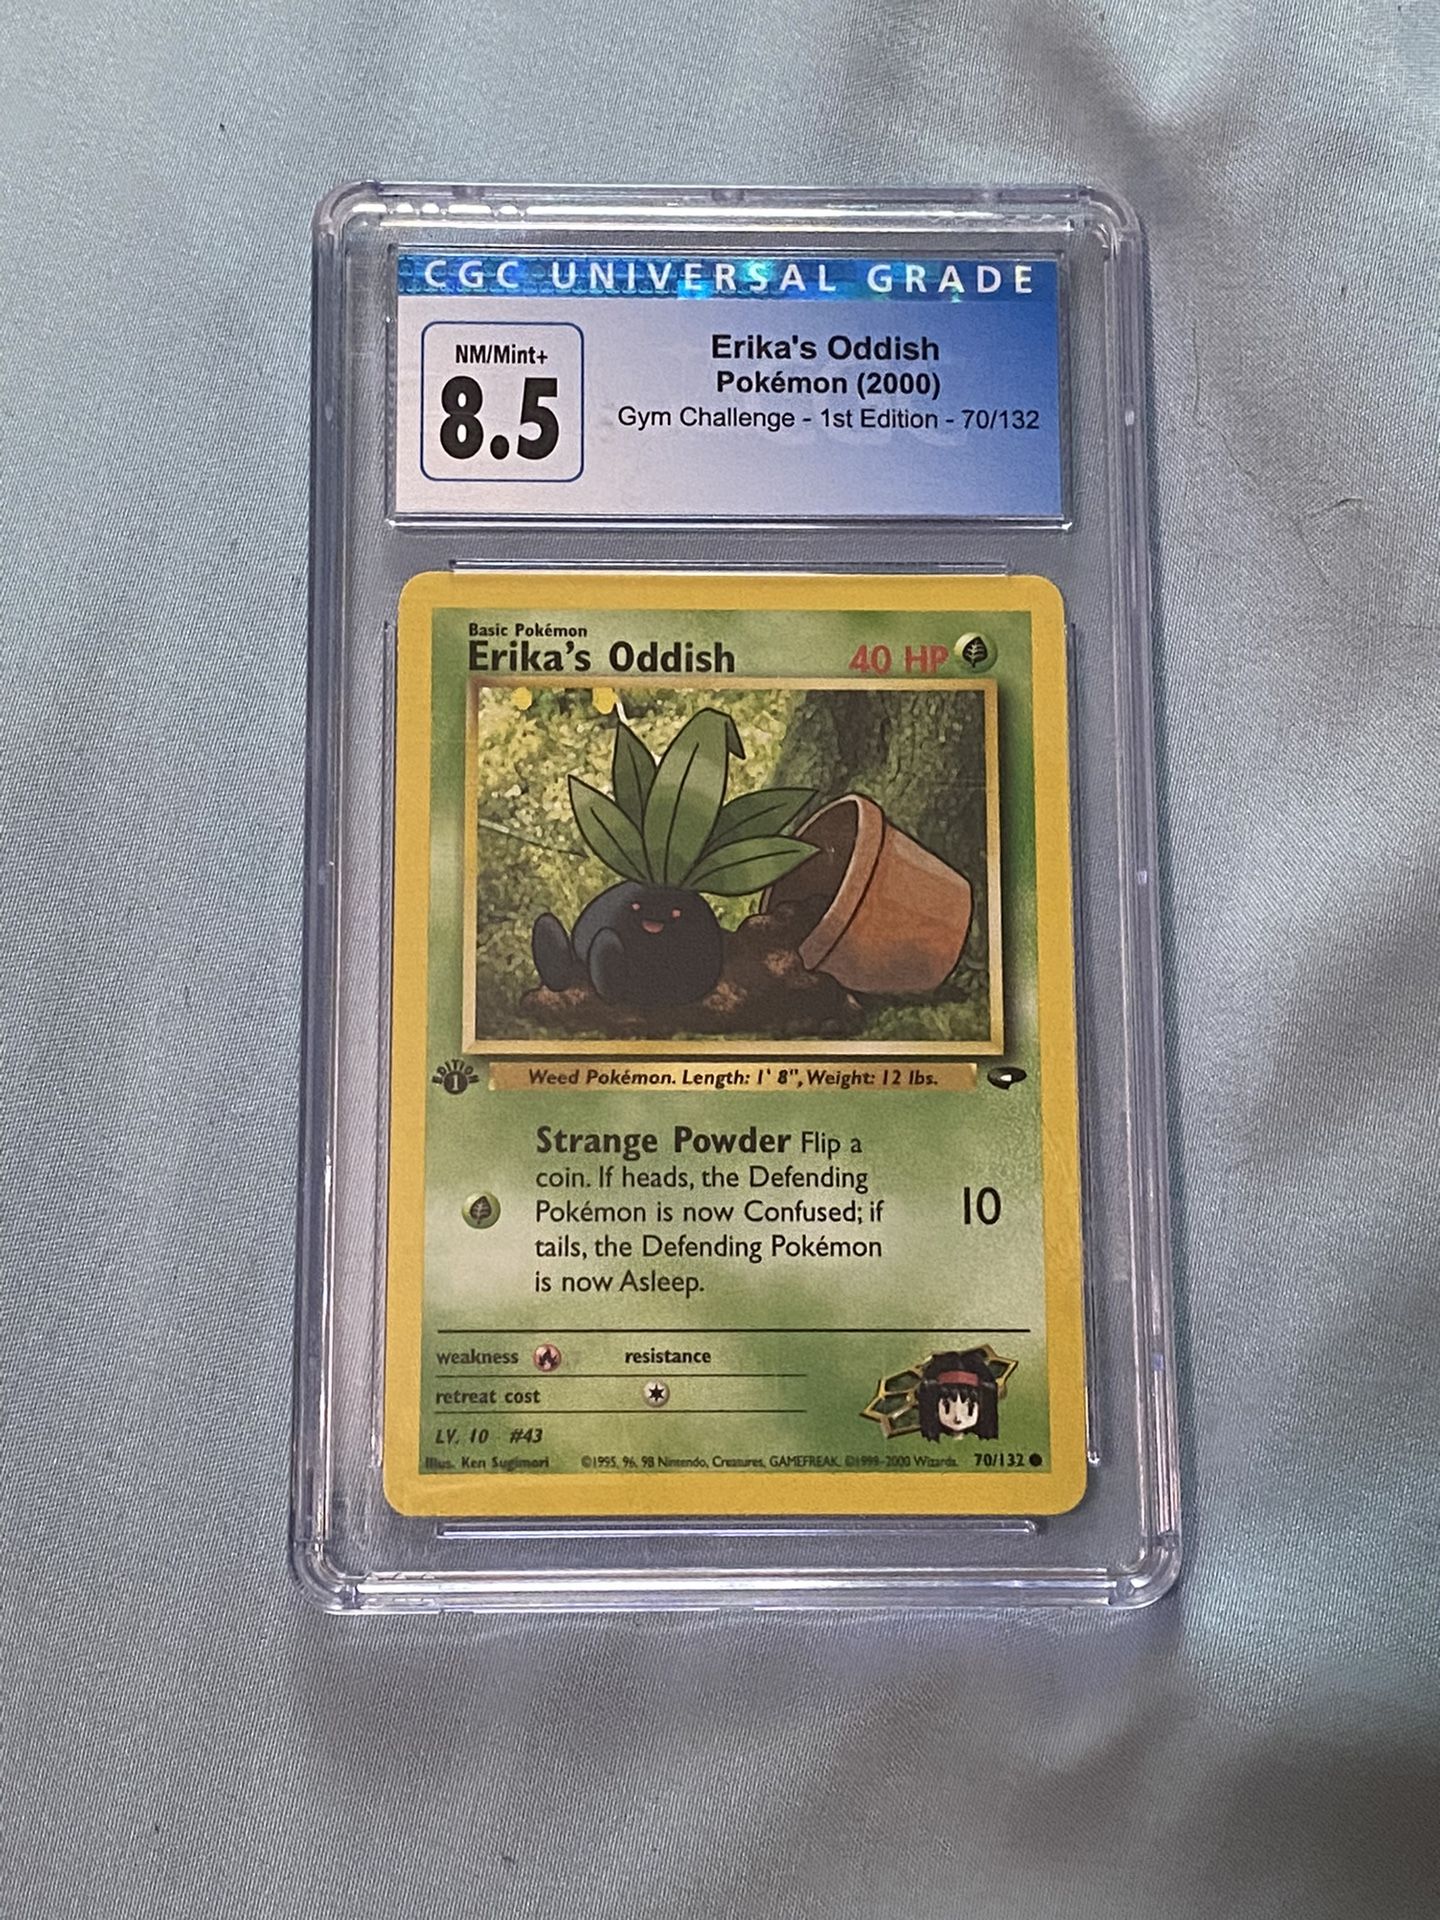 CGC UNIVERSAL GRADE
NM/Mint+
8.5
Erika's Oddish
Pokémon (2000)
Gym Challenge - 1st Edition - 70/132
Basic Pokémon
Erika's Oddish
40 HP
EDITION
1
Weed Pokémon. Length: 1' 8", Weight: 12 lbs.
Strange Powder Flip a
coin. If heads, the Defending
Pokémon is now Confused; if
tails, the Defending Pokémon
is now Asleep.
10
weakness
resistance
retreat cost
LV. 10 #43
Illus. Ken Sugimori
©1995, 96, 98 Nintendo, Creatures, GAMEFREAK. ©1999-2000 Wizards.
70/132